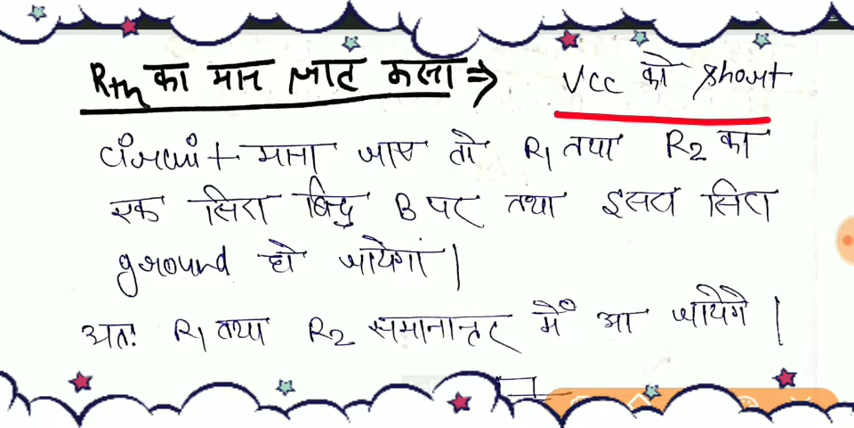 Rth का मान ज्ञात करना ⇒ VCC को short
circuit माना जाए तो R1 तथा R2 का
एक सिरा बिंदु B पर तथा दूसरा सिरा
ground हो जायेगा।
अतः R1 तथा R2 समानान्तर में आ जायेंगे।